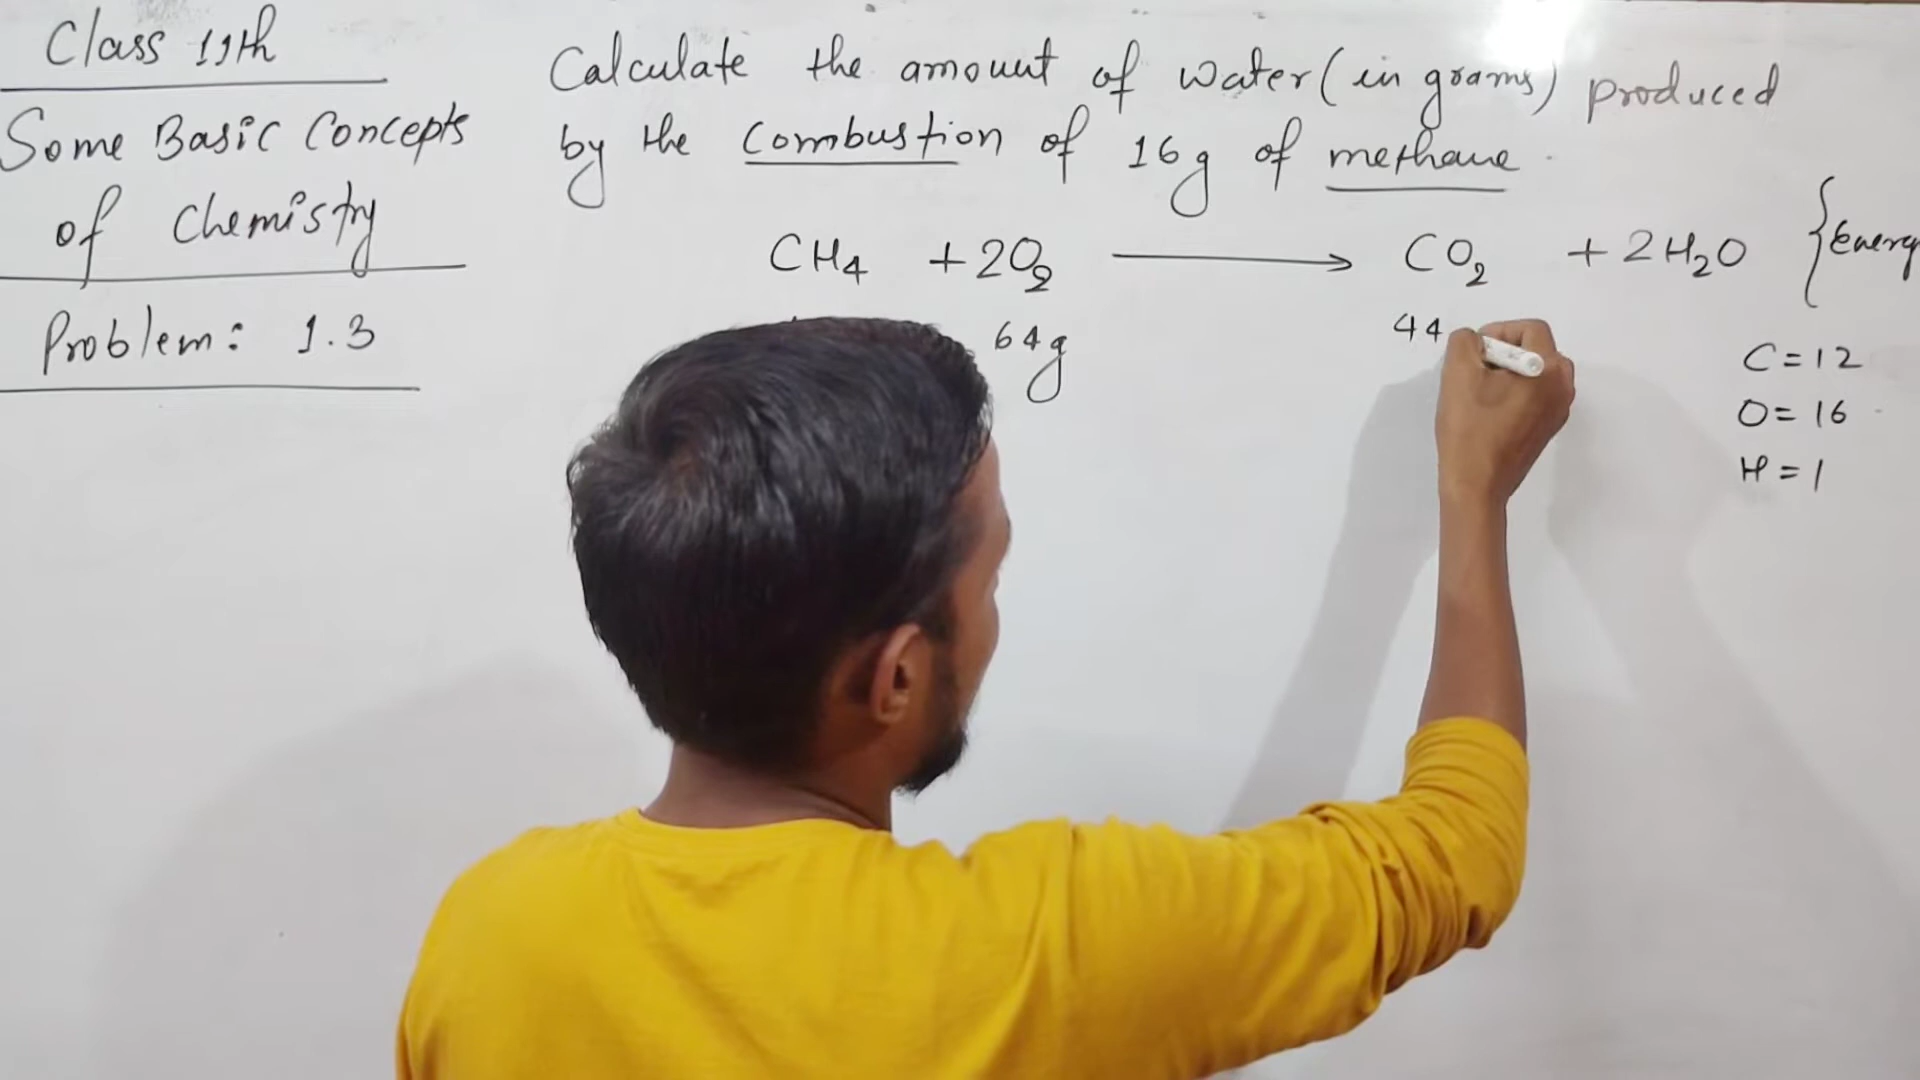 Class 11th
Some Basic Concepts
of Chemistry
Problem: 1.3
Calculate the amount of water (in grams) produced
by the combustion of 16g of methane.
CH4 + 2O2 → CO2 + 2H2O {Energy
64g 44
C = 12
O = 16
H = 1